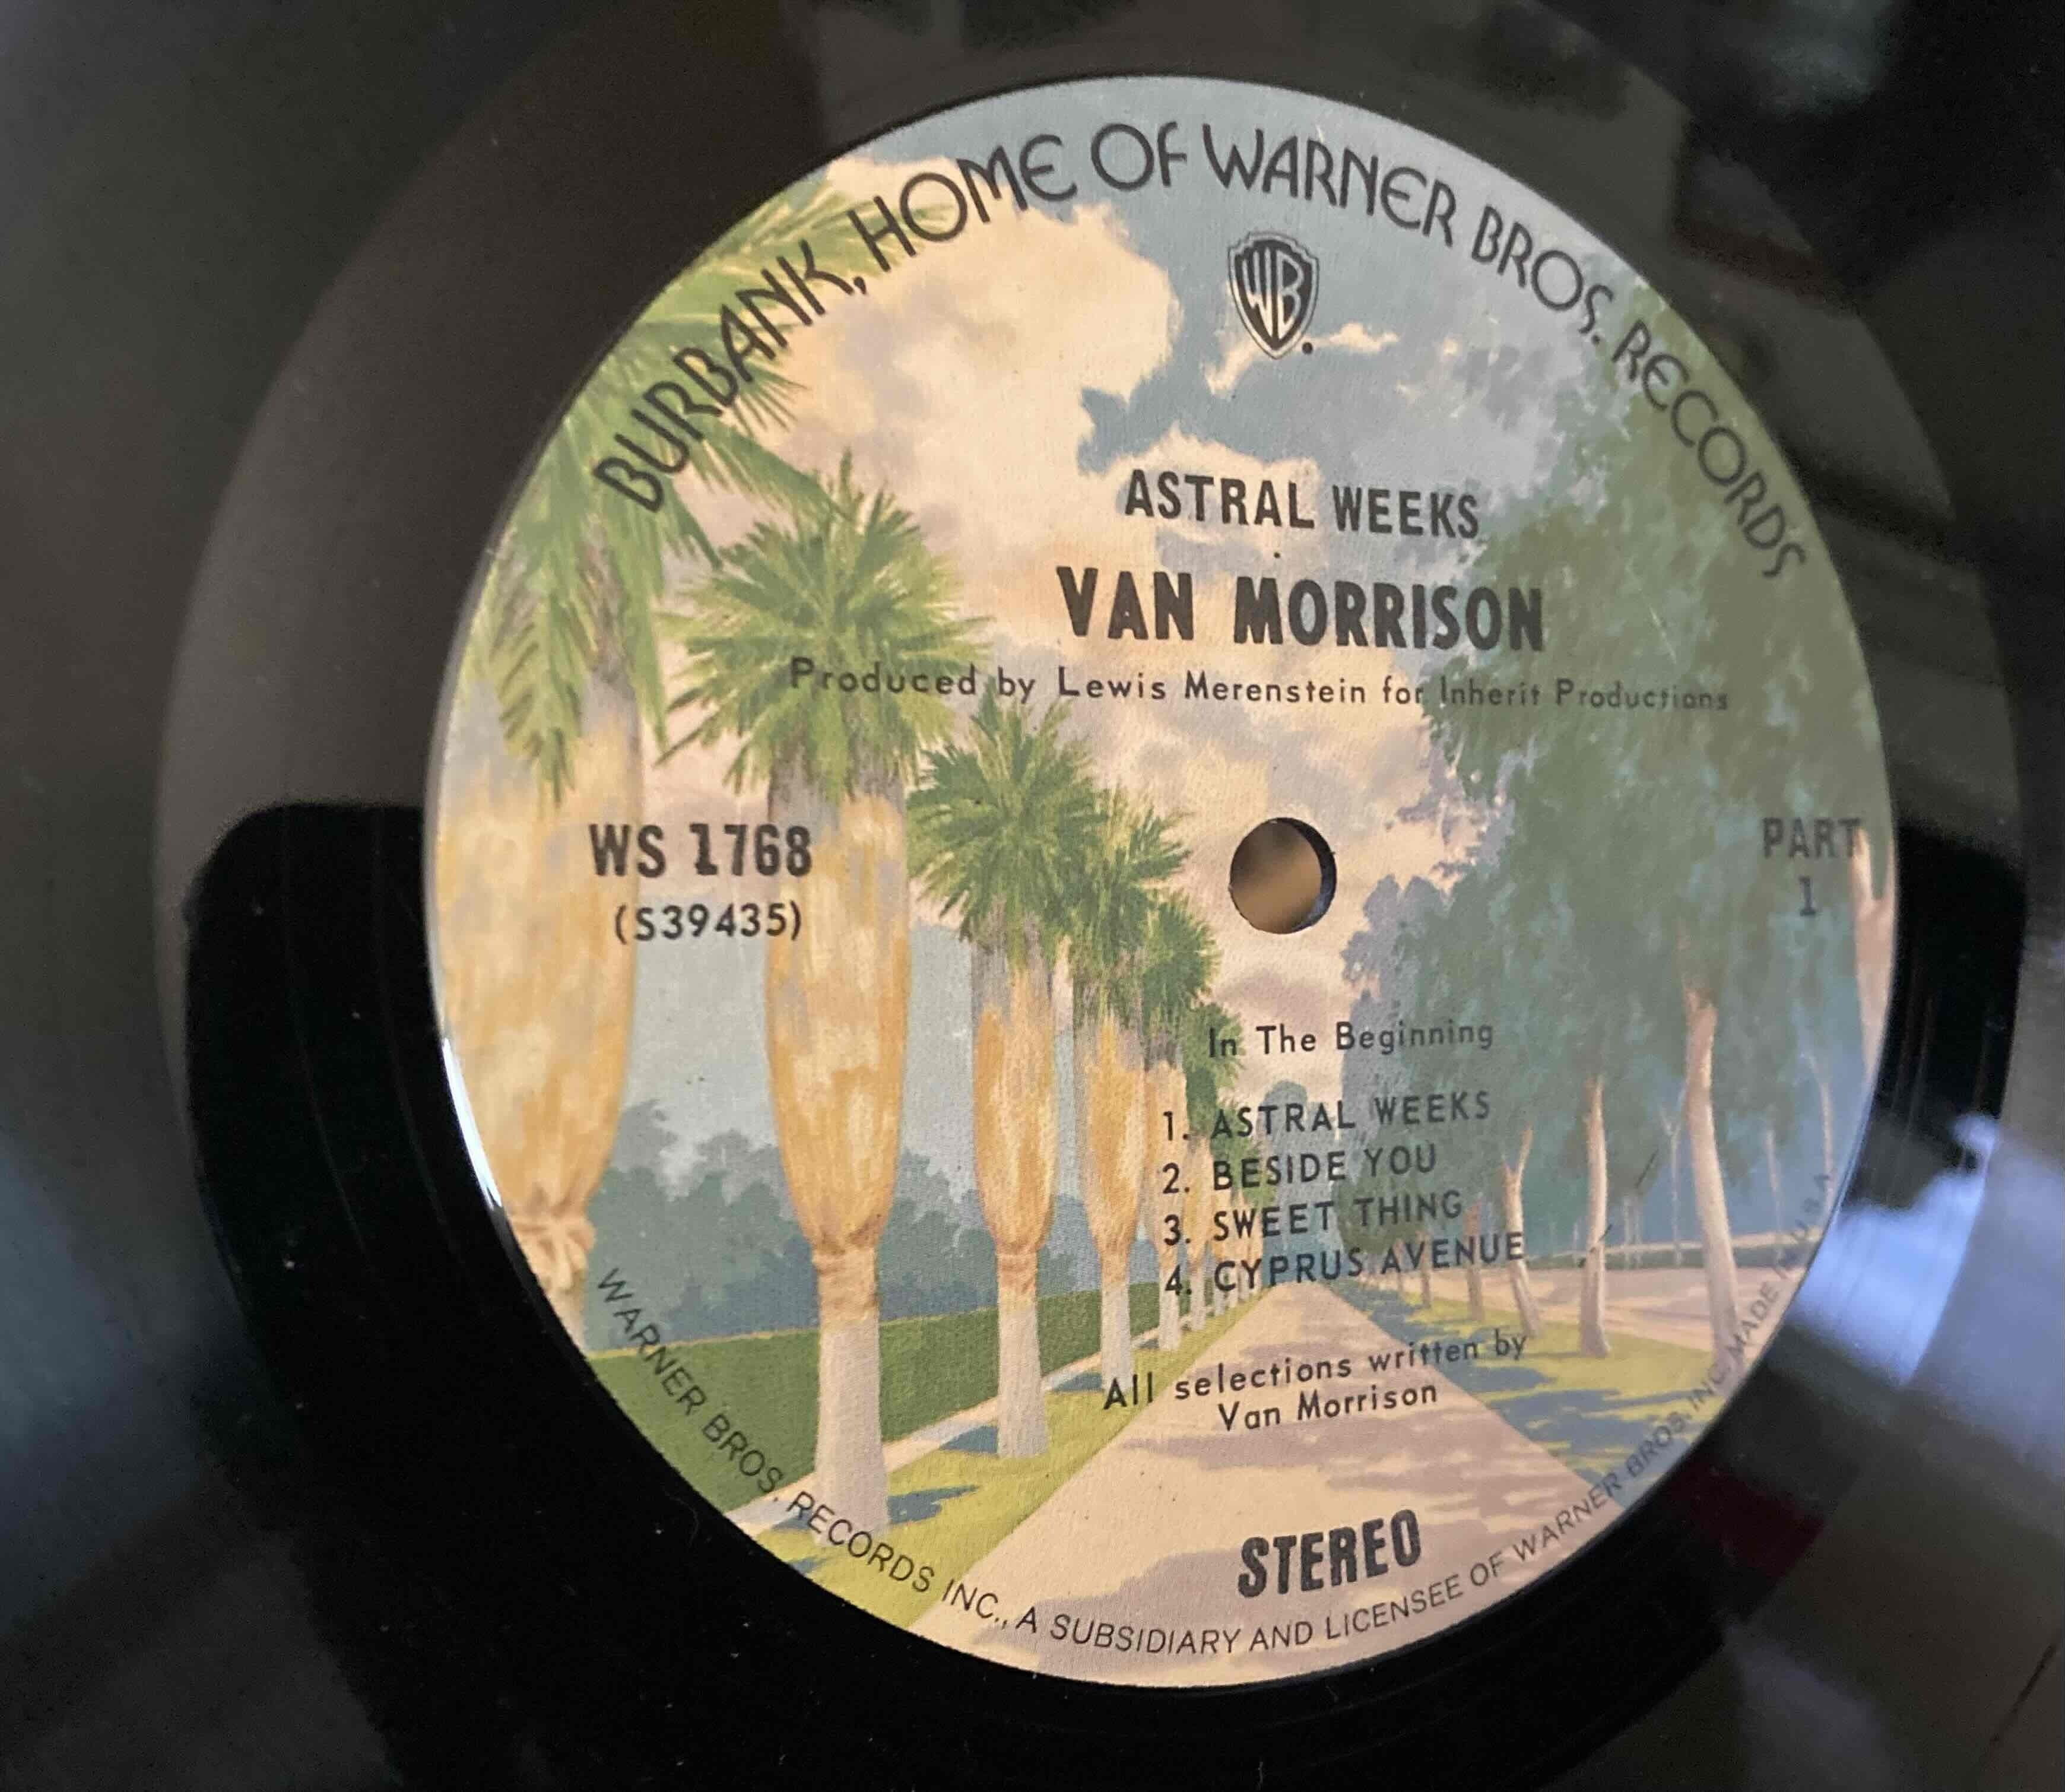 BURBANK, HOME OF WARNER BROS. RECORDS
WB
ASTRAL WEEKS
VAN MORRISON
Produced by Lewis Merenstein for Inherit Productions
WS 1768
(S39435)
PART
1
In The Beginning
1. ASTRAL WEEKS
2. BESIDE YOU
3. SWEET THING
4. CYPRUS AVENUE
All selections written by
Van Morrison
STEREO
WARNER BROS. RECORDS INC., A SUBSIDIARY AND LICENSEE OF WARNER BROS. INC. MADE IN U.S.A.